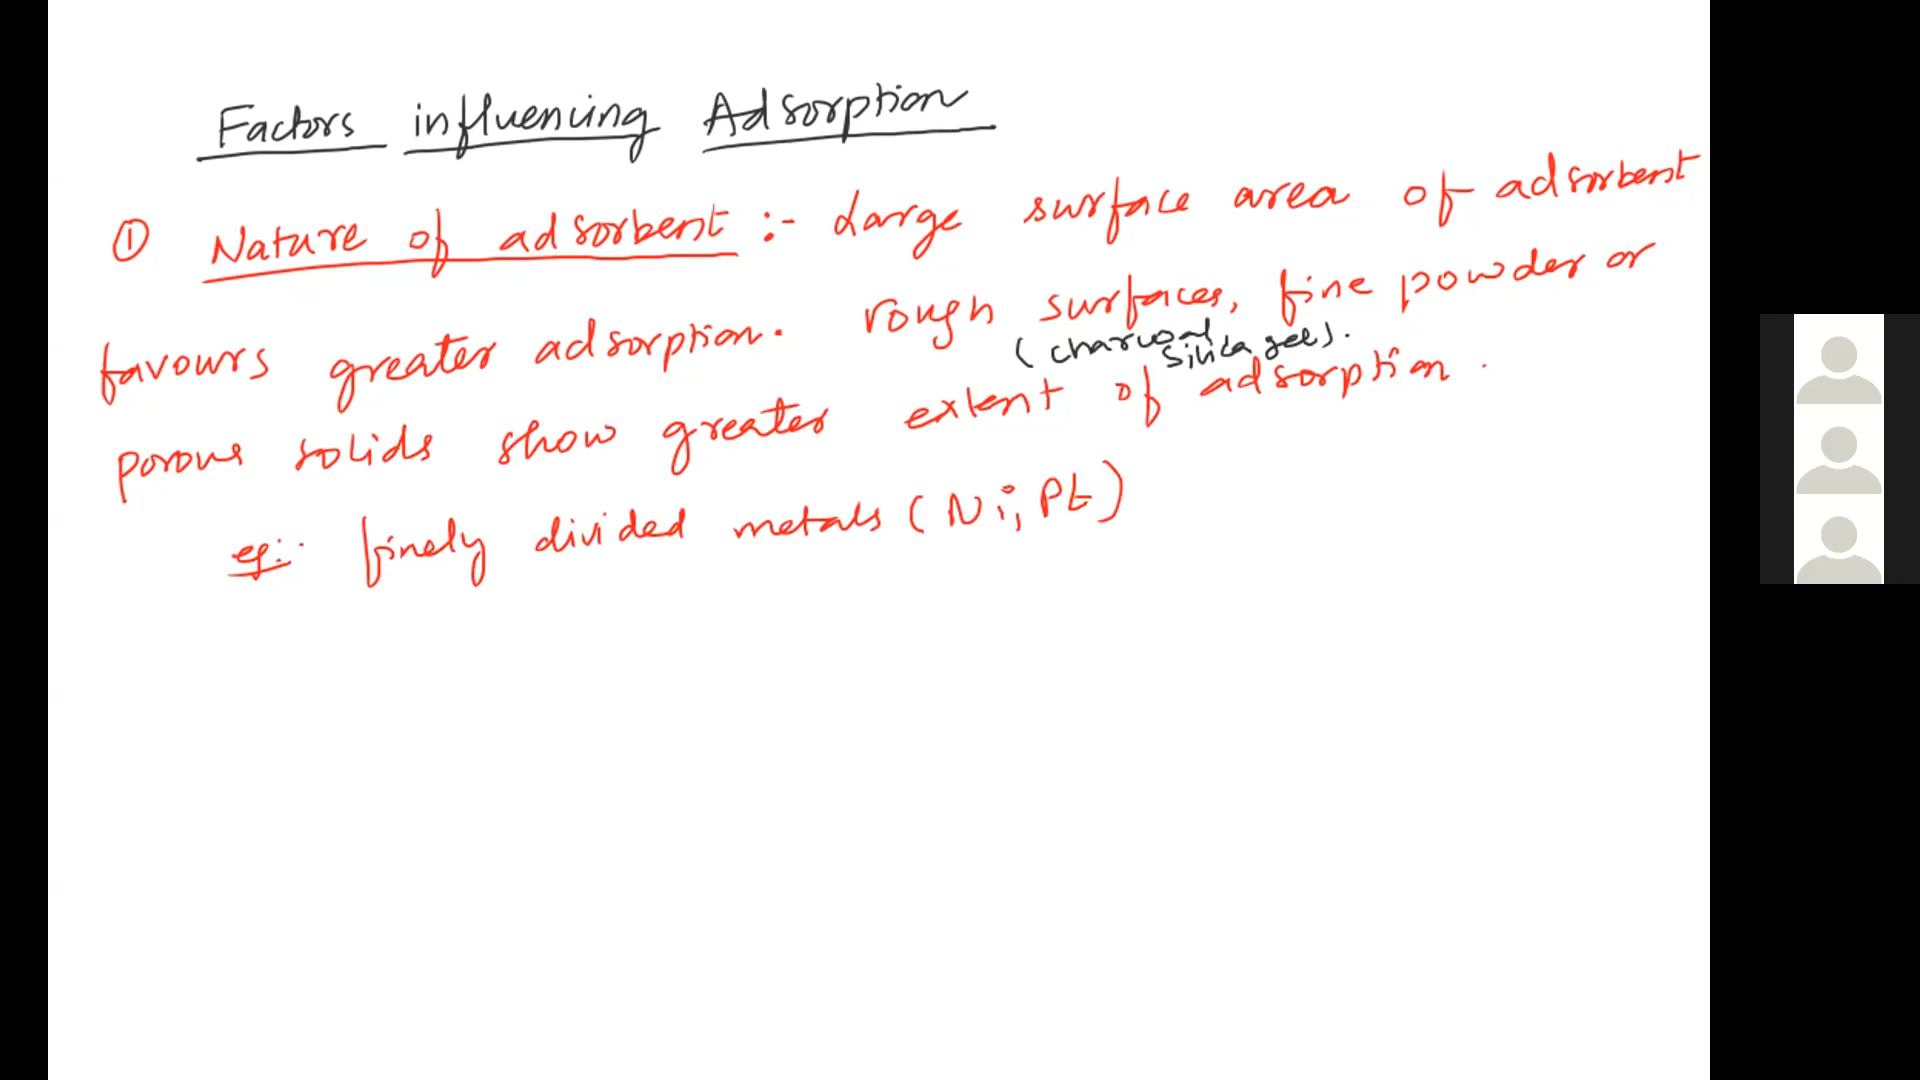 Factors influencing Adsorption
① Nature of adsorbent :- Large surface area of adsorbent
favours greater adsorption. rough surfaces, fine powder or
(charcoal
silica gel).
porous solids show greater extent of adsorption.
eg:- finely divided metals (Ni, Pt)